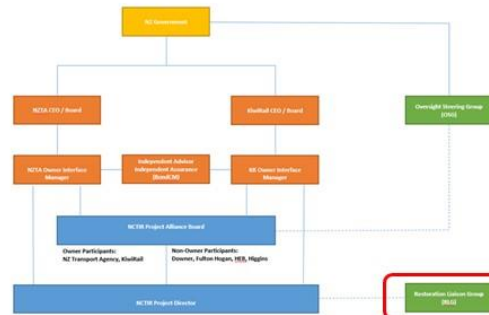 NZ Government
NZTA CEO / Board
KiwiRail CEO / Board
Oversight Steering Group
(OSG)
NZTA Owner Interface
Manager
Independent Advisor
Independent Assurance
(BondCM)
KR Owner Interface
Manager
NCTIR Project Alliance Board
Owner Participants:
NZ Transport Agency, KiwiRail
Non-Owner Participants:
Downer, Fulton Hogan, HEB, Higgins
NCTIR Project Director
Restoration Liaison Group
(RLG)